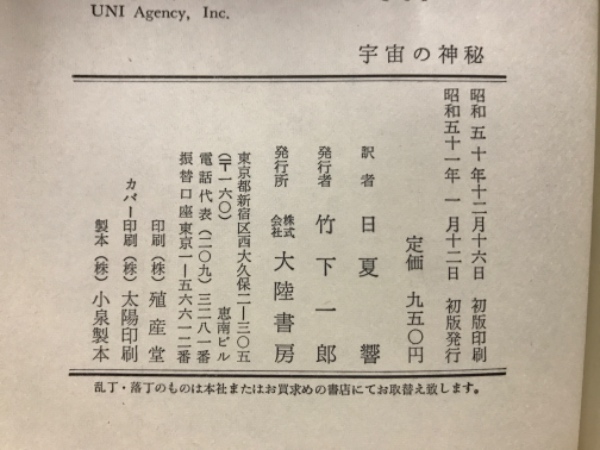 UNI Agency, Inc.
宇宙の神秘
昭和五十年十二月十六日 初版印刷
昭和五十一年一月十二日 初版発行
定価 九五〇円
訳者 日夏響
発行者 竹下一郎
発行所 株式会社 大陸書房
東京都新宿区西大久保二ー三〇五
(〒一六〇) 恵南ビル
電話代表(二〇九)三二八一番
振替口座東京一ー五六六一二番
印刷(株)殖産堂
カバー印刷(株)太陽印刷
製本(株)小泉製本
乱丁・落丁のものは本社またはお買求めの書店にてお取替え致します。